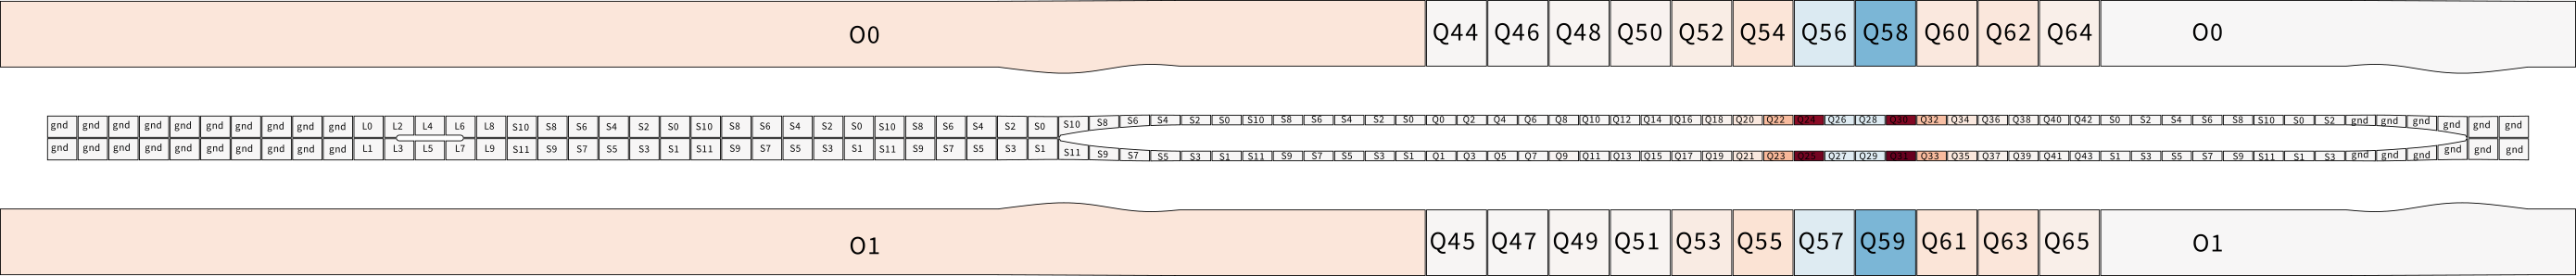 O0 Q44 Q46 Q48 Q50 Q52 Q54 Q56 Q58 Q60 Q62 Q64 O0
gnd gnd gnd gnd gnd gnd gnd gnd gnd gnd L0 L2 L4 L6 L8 S10 S8 S6 S4 S2 S0 S10 S8 S6 S4 S2 S0 S10 S8 S6 S4 S2 S0 S10 S8 S6 S4 S2 S0 S10 S8 S6 S4 S2 S0 Q0 Q2 Q4 Q6 Q8 Q10 Q12 Q14 Q16 Q18 Q20 Q22 Q24 Q26 Q28 Q30 Q32 Q34 Q36 Q38 Q40 Q42 S0 S2 S4 S6 S8 S10 S0 S2 gnd gnd gnd gnd gnd gnd
gnd gnd gnd gnd gnd gnd gnd gnd gnd gnd L1 L3 L5 L7 L9 S11 S9 S7 S5 S3 S1 S11 S9 S7 S5 S3 S1 S11 S9 S7 S5 S3 S1 S11 S9 S7 S5 S3 S1 S11 S9 S7 S5 S3 S1 Q1 Q3 Q5 Q7 Q9 Q11 Q13 Q15 Q17 Q19 Q21 Q23 Q25 Q27 Q29 Q31 Q33 Q35 Q37 Q39 Q41 Q43 S1 S3 S5 S7 S9 S11 S1 S3 gnd gnd gnd gnd gnd gnd
O1 Q45 Q47 Q49 Q51 Q53 Q55 Q57 Q59 Q61 Q63 Q65 O1